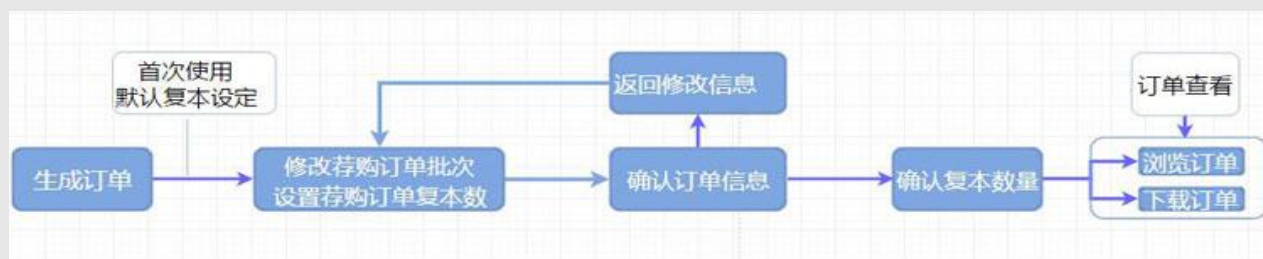 首次使用
默认复本设定
返回修改信息
订单查看
生成订单
修改荐购订单批次
设置荐购订单复本数
确认订单信息
确认复本数量
浏览订单
下载订单